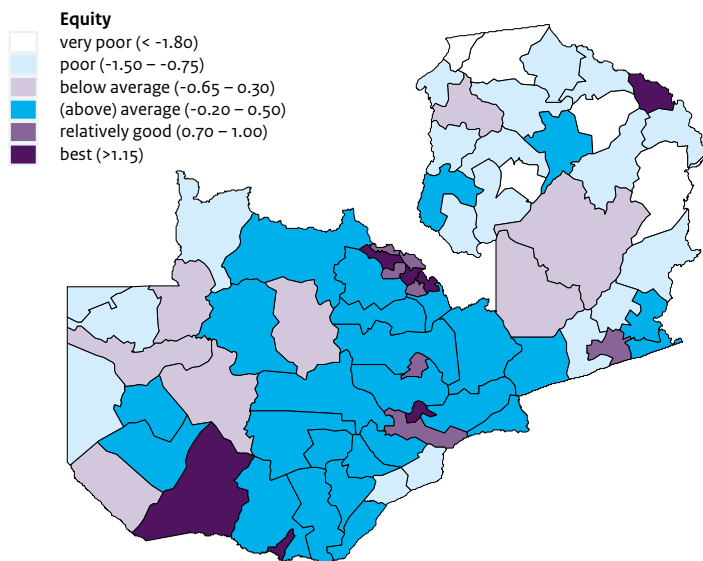 Equity
very poor (< -1.80)
poor (-1.50 – -0.75)
below average (-0.65 – 0.30)
(above) average (-0.20 – 0.50)
relatively good (0.70 – 1.00)
best (>1.15)